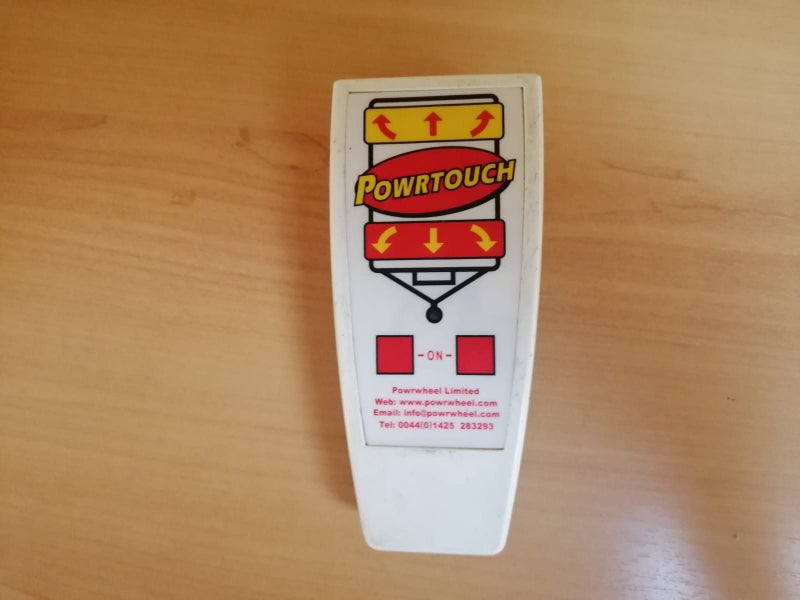 POWRTOUCH
- ON -
Powrwheel Limited
Web: www.powrwheel.com
Email: info@powrwheel.com
Tel: 0044(0)1425 283293